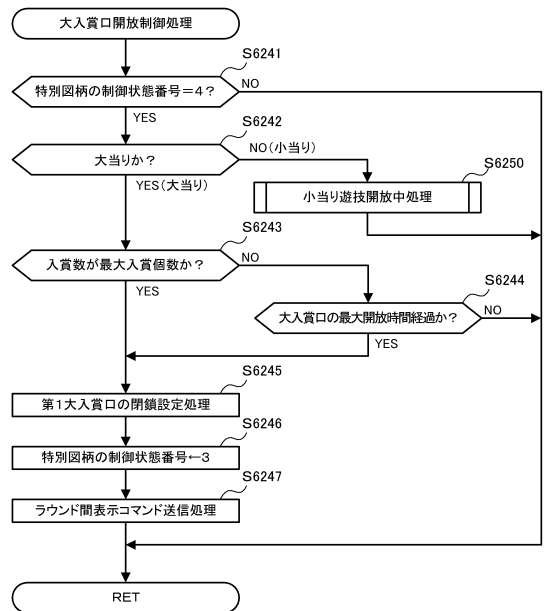 大入賞口開放制御処理
S6241
特別図柄の制御状態番号=4?
NO
YES
S6242
大当りか?
NO(小当り)
YES(大当り)
S6250
小当り遊技開放中処理
S6243
入賞数が最大入賞個数か?
NO
YES
S6244
大入賞口の最大開放時間経過か?
NO
YES
S6245
第1大入賞口の閉鎖設定処理
S6246
特別図柄の制御状態番号←3
S6247
ラウンド間表示コマンド送信処理
RET